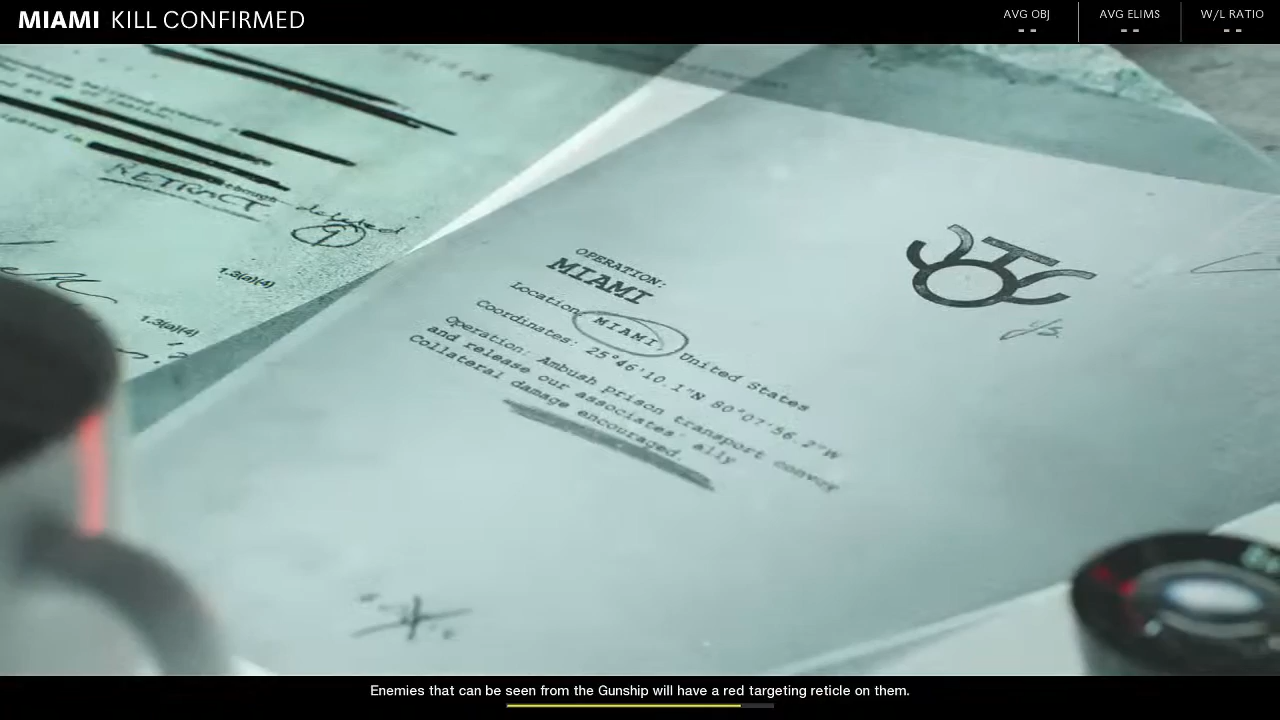 MIAMI KILL CONFIRMED
AVG OBJ
--
AVG ELIMS
--
W/L RATIO
--
RETRACT
deleted
1
1.3(a)(4)
1.3(a)(4)
OPERATION:
MIAMI
Location: MIAMI United States
Coordinates: 25°46'10.1"N 80°07'56.2"W
Operation: Ambush prison transport convoy
and release our associates' ally
Collateral damage encouraged.
Enemies that can be seen from the Gunship will have a red targeting reticle on them.